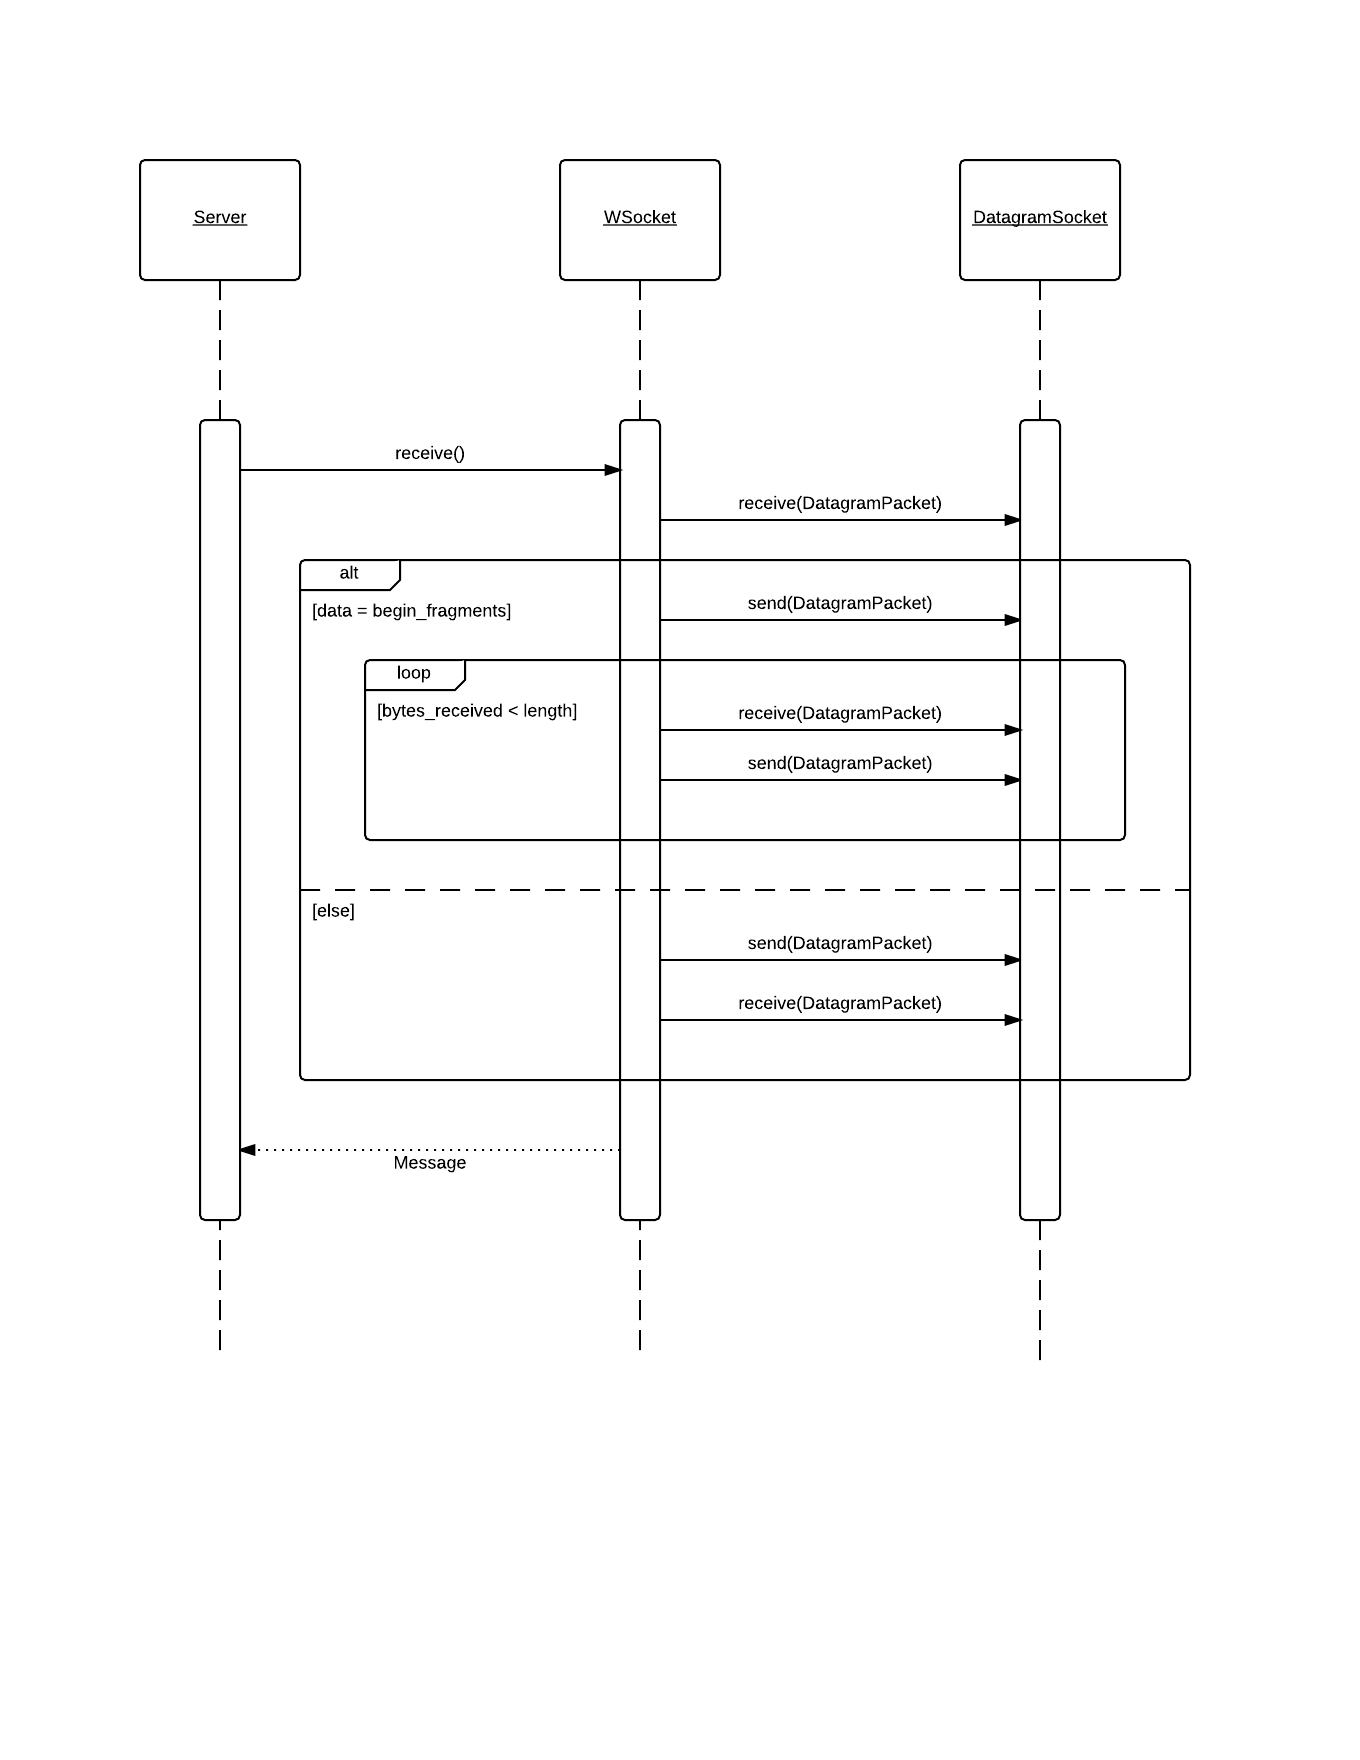 Server
WSocket
DatagramSocket
receive()
receive(DatagramPacket)
alt
[data = begin_fragments]
send(DatagramPacket)
loop
[bytes_received < length]
receive(DatagramPacket)
send(DatagramPacket)
[else]
send(DatagramPacket)
receive(DatagramPacket)
Message